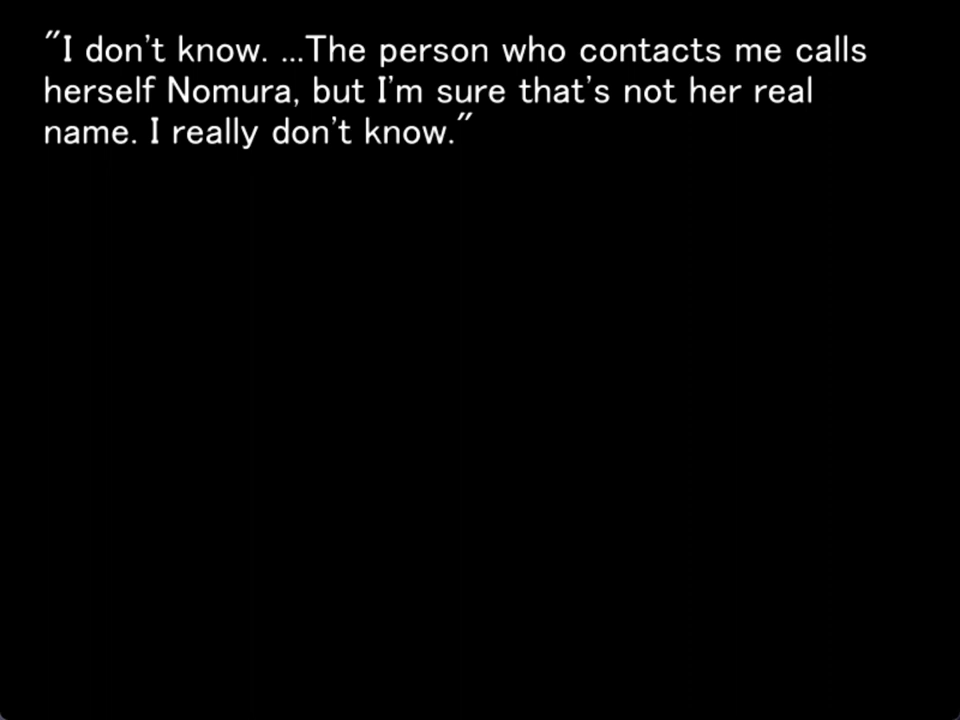 "I don't know. ...The person who contacts me calls
herself Nomura, but I'm sure that's not her real
name. I really don't know."